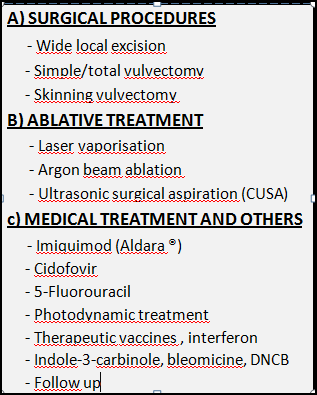 A) SURGICAL PROCEDURES
- Wide local excision
- Simple/total vulvectomy
- Skinning vulvectomy
B) ABLATIVE TREATMENT
- Laser vaporisation
- Argon beam ablation
- Ultrasonic surgical aspiration (CUSA)
c) MEDICAL TREATMENT AND OTHERS
- Imiquimod (Aldara ®)
- Cidofovir
- 5-Fluorouracil
- Photodynamic treatment
- Therapeutic vaccines , interferon
- Indole-3-carbinole, bleomicine, DNCB
- Follow up